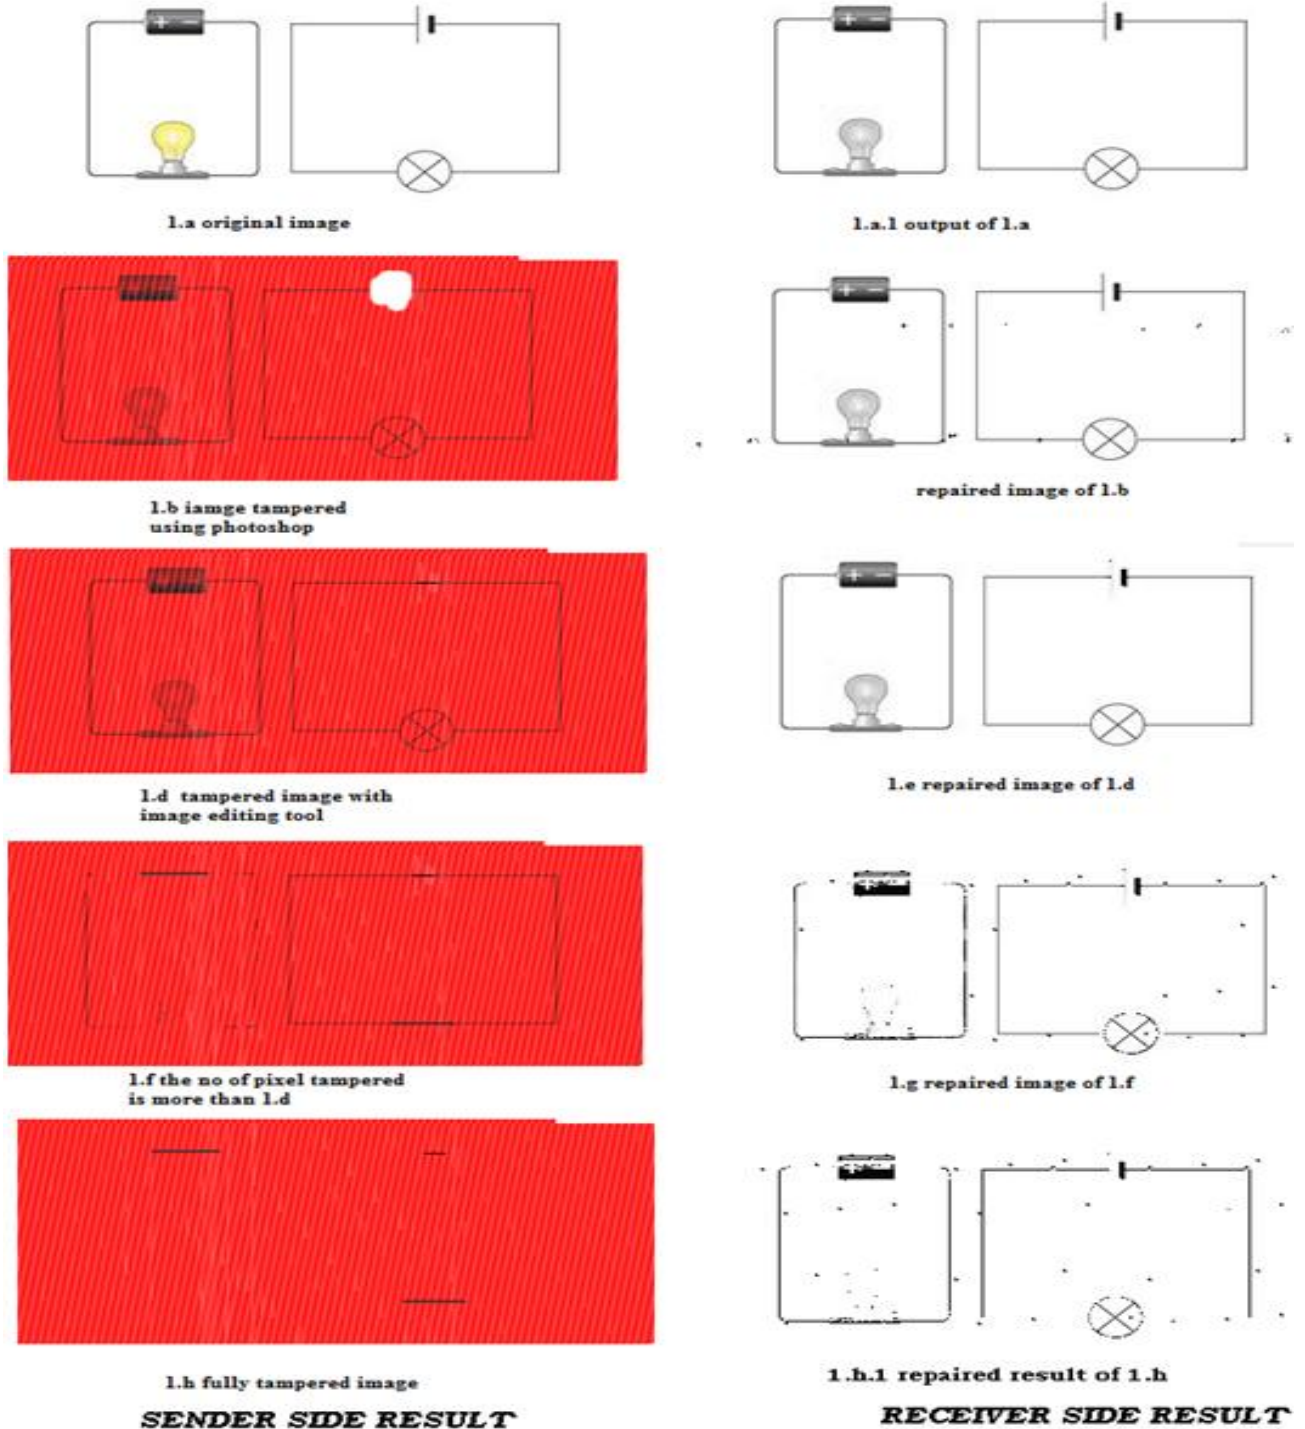 1.a original image
1.a.1 output of 1.a
1.b iamge tampered
using photoshop
repaired image of 1.b
1.d tampered image with
image editing tool
1.e repaired image of 1.d
1.f the no of pixel tampered
is more than 1.d
1.g repaired image of 1.f
1.h fully tampered image
1.h.1 repaired result of 1.h
SENDER SIDE RESULT
RECEIVER SIDE RESULT